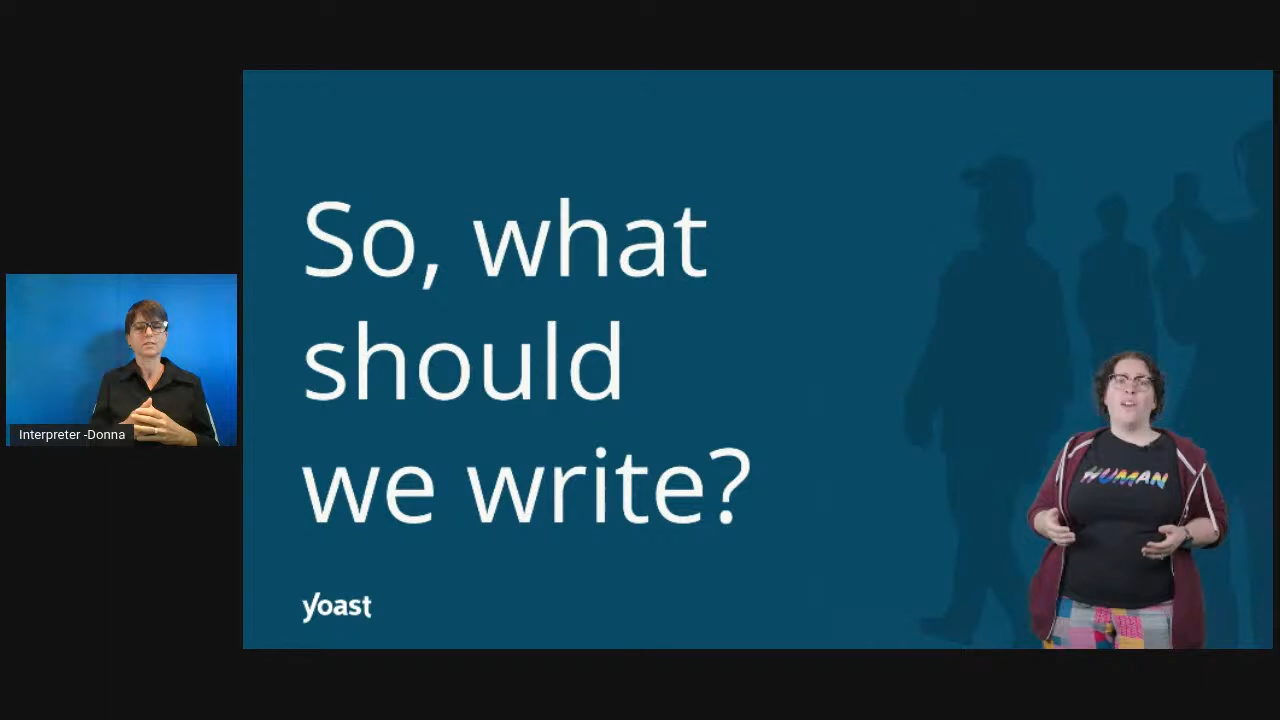 So, what
should
we write?
yoast
HUMAN
Interpreter -Donna